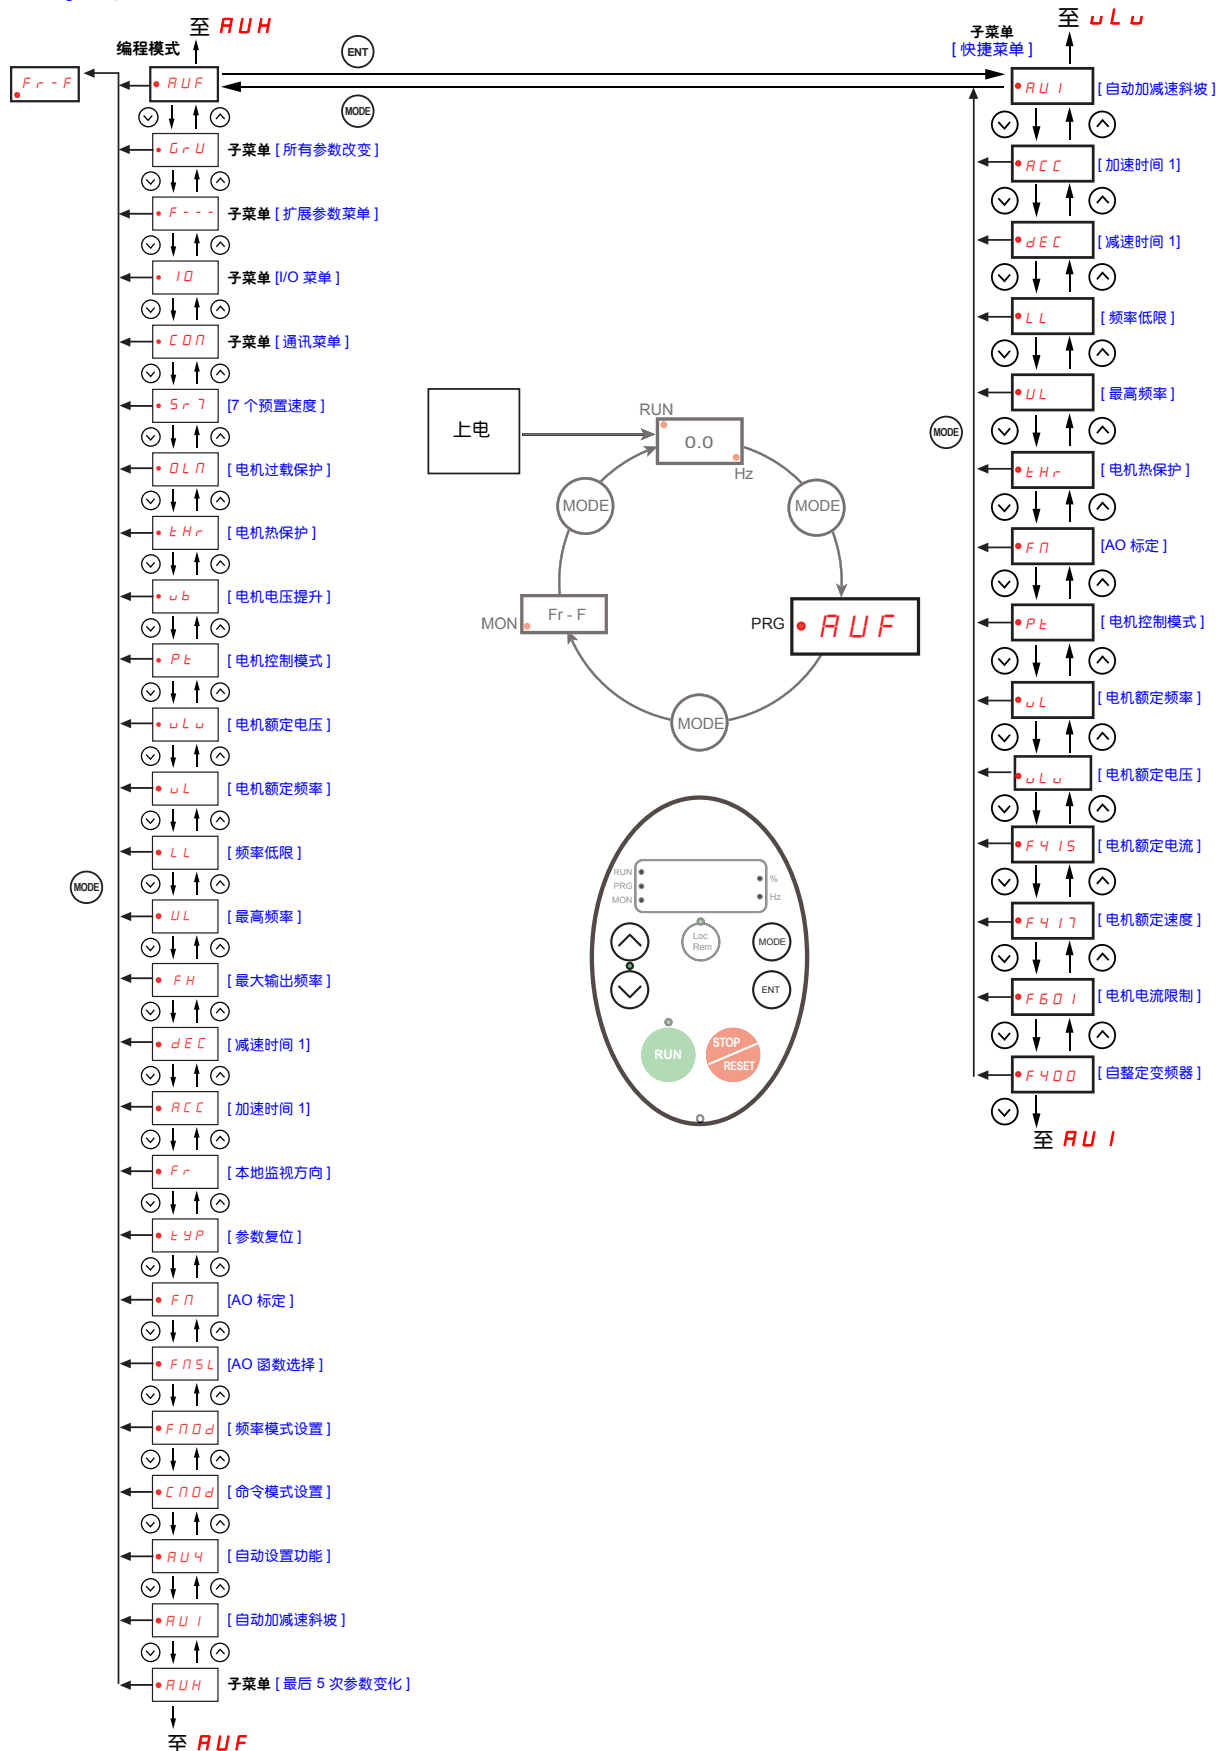 至 AUH
编程模式
ENT
MODE
Fr-F
AUF
GrU 子菜单 [ 所有参数改变 ]
F--- 子菜单 [ 扩展参数菜单 ]
IO 子菜单 [I/O 菜单 ]
COM 子菜单 [ 通讯菜单 ]
Sr7 [7 个预置速度 ]
OLM [ 电机过载保护 ]
tHr [ 电机热保护 ]
ub [ 电机电压提升 ]
Pt [ 电机控制模式 ]
uLu [ 电机额定电压 ]
uL [ 电机额定频率 ]
LL [ 频率低限 ]
MODE
UL [ 最高频率 ]
FH [ 最大输出频率 ]
dEC [ 减速时间 1]
ACC [ 加速时间 1]
Fr [ 本地监视方向 ]
tYP [ 参数复位 ]
FM [AO 标定 ]
FMSL [AO 函数选择 ]
FMOd [ 频率模式设置 ]
CMOd [ 命令模式设置 ]
AU4 [ 自动设置功能 ]
AU1 [ 自动加减速斜坡 ]
AUH 子菜单 [ 最后 5 次参数变化 ]
至 AUF
上电
RUN
0.0
Hz
MODE
MODE
MON
Fr - F
PRG
AUF
MODE
RUN
PRG
MON
%
Hz
Loc
Rem
MODE
ENT
RUN
STOP
RESET
至 uLu
子菜单
[ 快捷菜单 ]
AU1 [ 自动加减速斜坡 ]
ACC [ 加速时间 1]
dEC [ 减速时间 1]
LL [ 频率低限 ]
UL [ 最高频率 ]
MODE
tHr [ 电机热保护 ]
FM [AO 标定 ]
Pt [ 电机控制模式 ]
uL [ 电机额定频率 ]
uLu [ 电机额定电压 ]
F415 [ 电机额定电流 ]
F417 [ 电机额定速度 ]
F601 [ 电机电流限制 ]
F400 [ 自整定变频器 ]
至 AU1